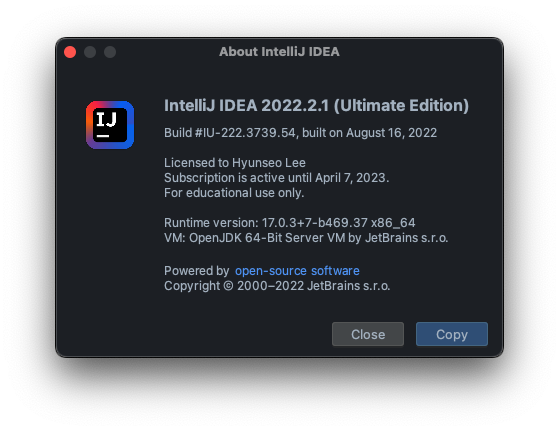 About IntelliJ IDEA
IJ
IntelliJ IDEA 2022.2.1 (Ultimate Edition)
Build #IU-222.3739.54, built on August 16, 2022
Licensed to Hyunseo Lee
Subscription is active until April 7, 2023.
For educational use only.
Runtime version: 17.0.3+7-b469.37 x86_64
VM: OpenJDK 64-Bit Server VM by JetBrains s.r.o.
Powered by open-source software
Copyright © 2000–2022 JetBrains s.r.o.
Close Copy